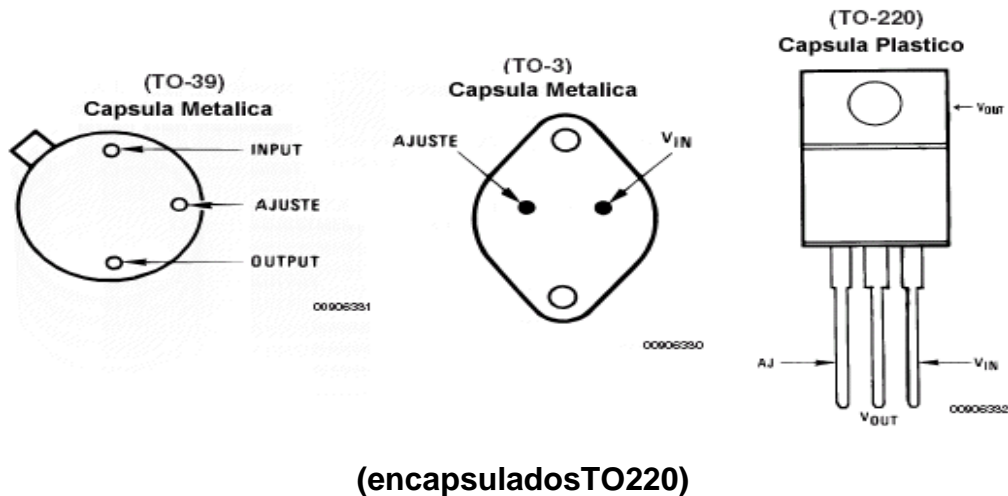 (TO-39)
Capsula Metalica
INPUT
AJUSTE
OUTPUT
00906331
(TO-3)
Capsula Metalica
AJUSTE
VIN
00906330
(TO-220)
Capsula Plastico
VOUT
AJ
VIN
VOUT
00906332
(encapsuladosTO220)